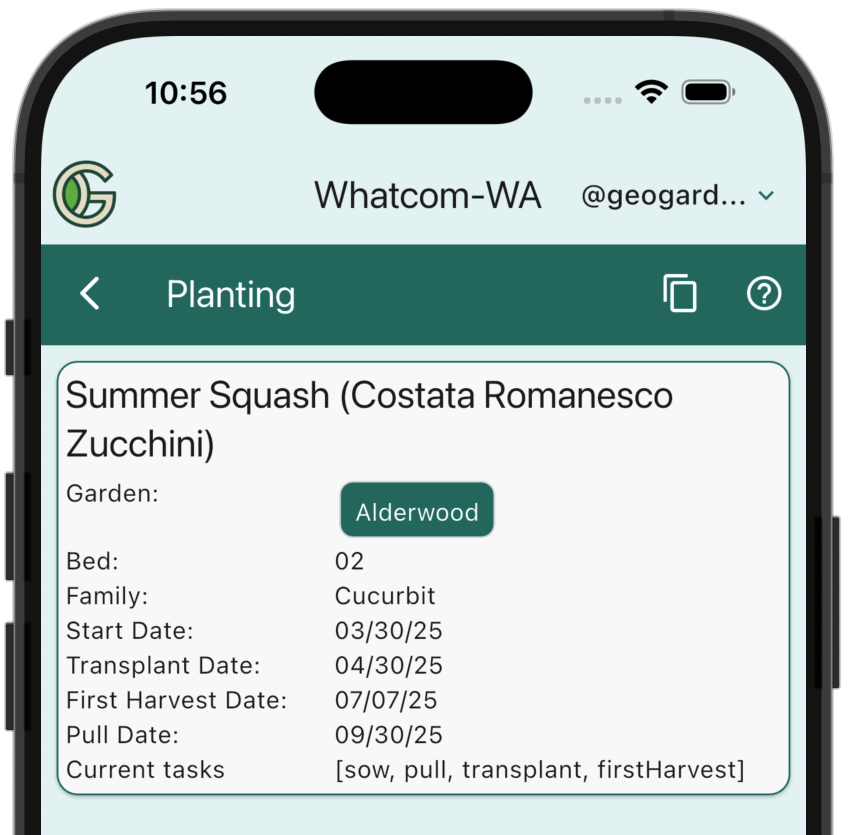 10:56
Whatcom-WA @geogard...
Planting
Summer Squash (Costata Romanesco
Zucchini)
Garden: Alderwood
Bed: 02
Family: Cucurbit
Start Date: 03/30/25
Transplant Date: 04/30/25
First Harvest Date: 07/07/25
Pull Date: 09/30/25
Current tasks [sow, pull, transplant, firstHarvest]